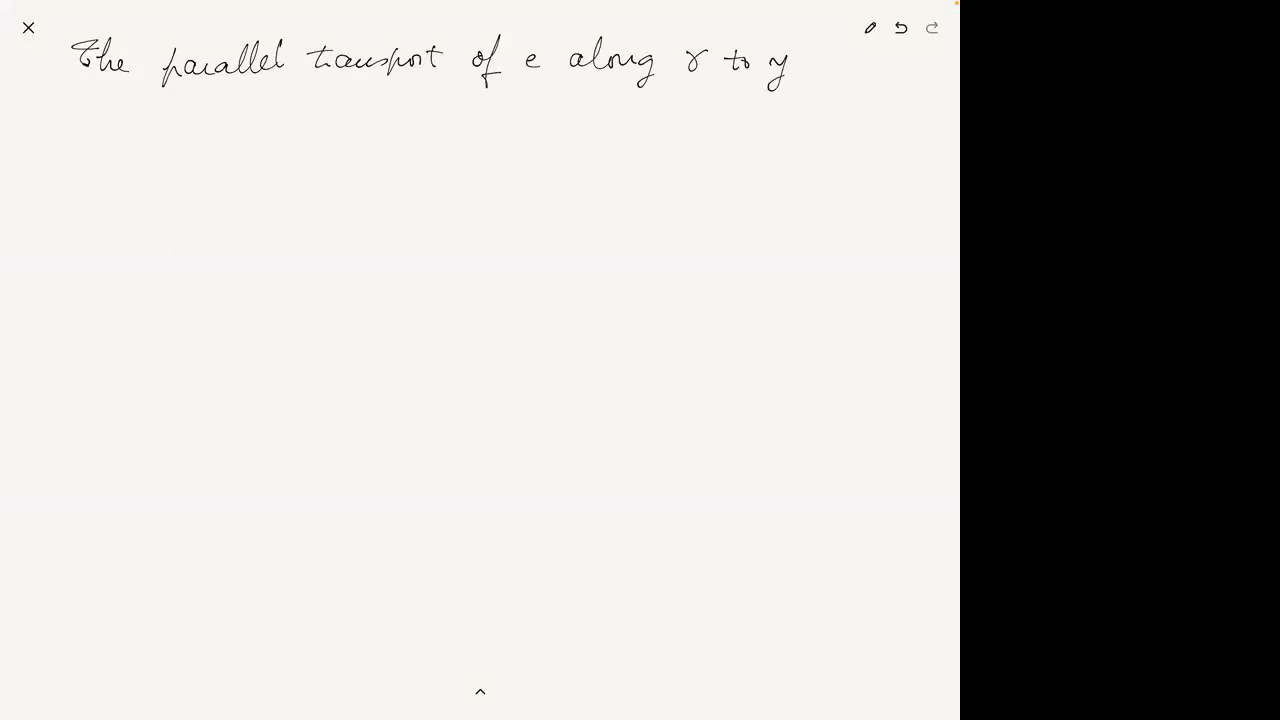 The parallel transport of e along γ to y